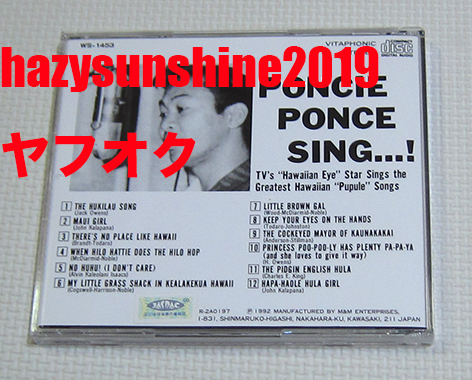 WS-1453
VITAPHONIC
COMPACT
disc
DIGITAL AUDIO
hazysunshine2019
ヤフオク
PONCIE
PONCE
SING...!
TV's "Hawaiian Eye" Star Sings the
Greatest Hawaiian "Pupule" Songs
1 THE HUKILAU SONG
(Jack Owens)
2 MAUI GIRL
(John Kalapana)
3 THERE'S NO PLACE LIKE HAWAII
(Brandt-Todaro)
4 WHEN HILO HATTIE DOES THE HILO HOP
(McDiarmid-Noble)
5 NO HUHU! (I DON'T CARE)
(Alvin Kaleolani Isaacs)
6 MY LITTLE GRASS SHACK IN KEALAKEKUA HAWAII
(Cogswell-Harrison-Noble)
7 LITTLE BROWN GAL
(Wood-McDiarmid-Noble)
8 KEEP YOUR EYES ON THE HANDS
(Todaro-Johnston)
9 THE COCKEYED MAYOR OF KAUNAKAKAI
(Anderson-Stillman)
10 PRINCESS POO-POO-LY HAS PLENTY PA-PA-YA
(and she loves to give it way)
(H. Owens)
11 THE PIDGIN ENGLISH HULA
(Charles E. King)
12 HAPA-HAOLE HULA GIRL
(John Kalapana)
JASRAC
R-2A0197
Ⓟ1992 MANUFACTURED BY M&M ENTERPRISES,
1-831, SHINMARUKO-HIGASHI, NAKAHARA-KU, KAWASAKI, 211 JAPAN